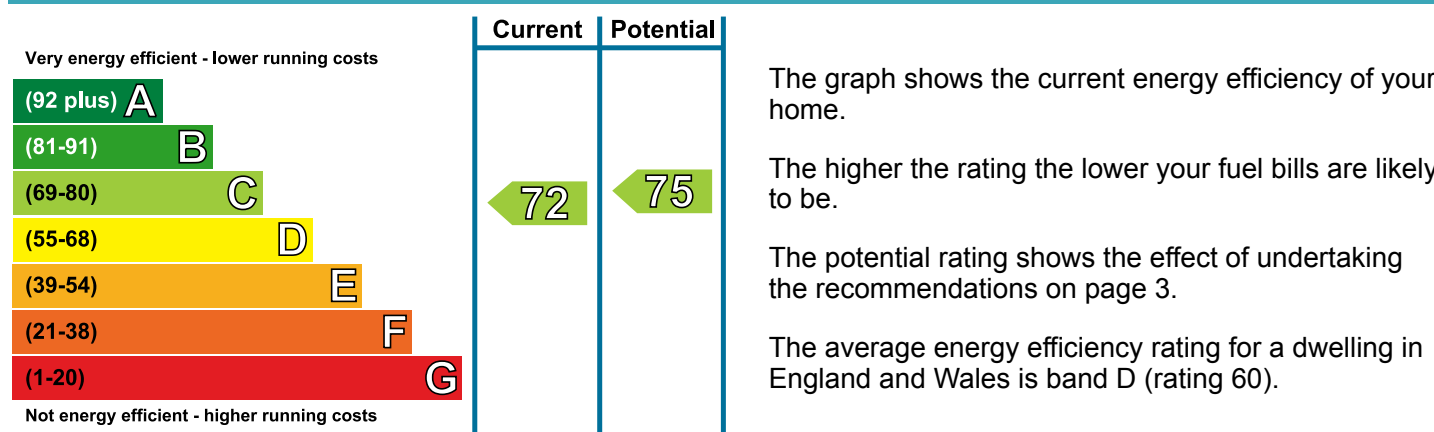 Current Potential
Very energy efficient - lower running costs
(92 plus) A
(81-91) B
(69-80) C
(55-68) D
(39-54) E
(21-38) F
(1-20) G
Not energy efficient - higher running costs
72
75
The graph shows the current energy efficiency of your
home.
The higher the rating the lower your fuel bills are likely
to be.
The potential rating shows the effect of undertaking
the recommendations on page 3.
The average energy efficiency rating for a dwelling in
England and Wales is band D (rating 60).